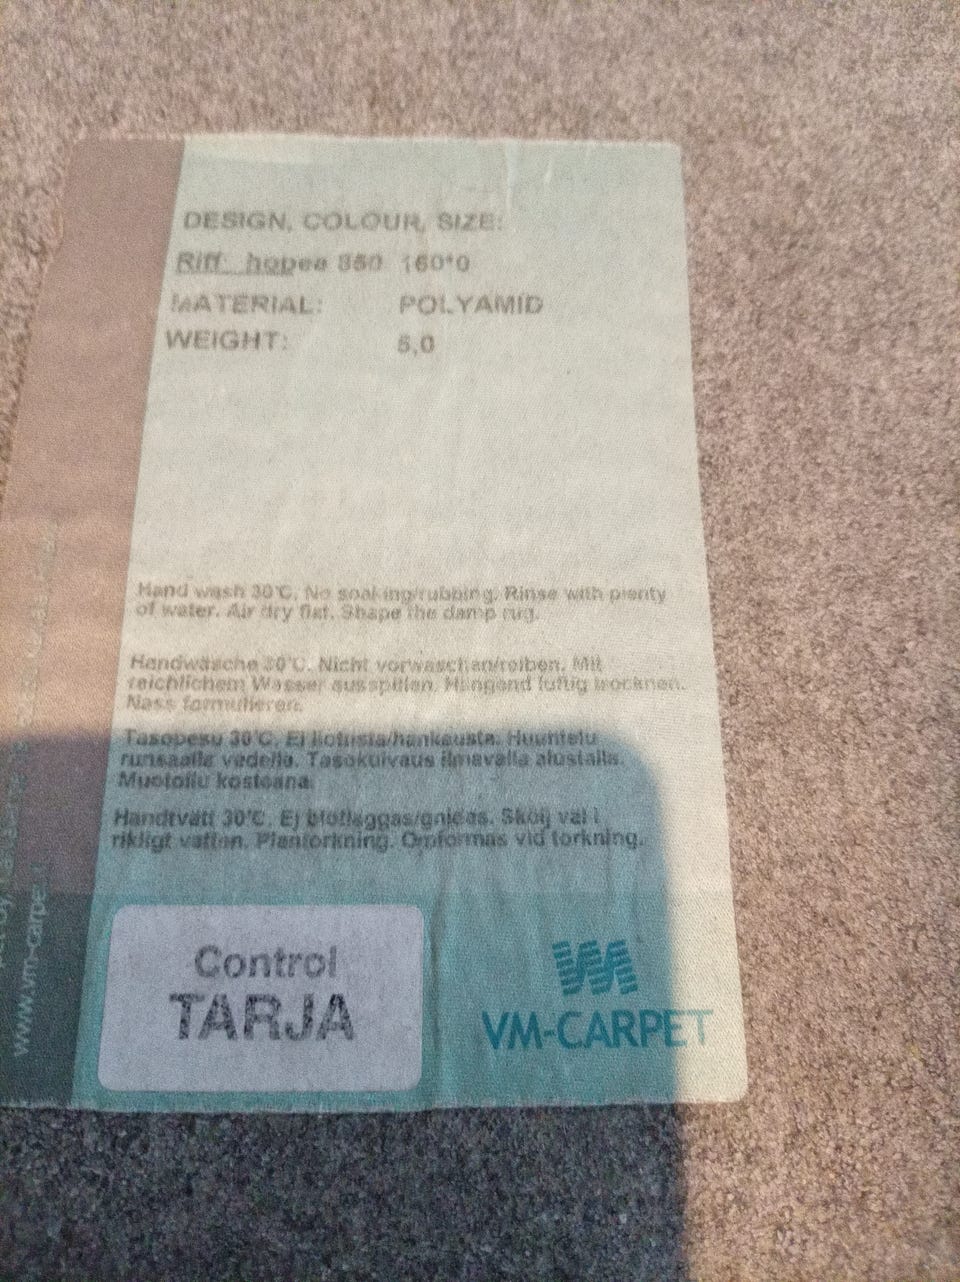 DESIGN, COLOUR, SIZE:
Riff: hopea 850 160*0
MATERIAL: POLYAMID
WEIGHT: 5,0
Hand wash 30°C. No soaking/rubbing. Rinse with plenty
of water. Air dry flat. Shape the damp rug.
Handwäsche 30°C. Nicht vorwaschen/reiben. Mit
reichlichem Wasser ausspülen. Hängend luftig trocknen.
Nass formulieren.
Tasopesu 30°C. Ei liotusta/hankausta. Huuhtelu
runsaalla vedellä. Tasokuivaus ilmavalla alustalla.
Muotoilu kosteana.
Handtvätt 30°C. Ej blötläggas/gnidas. Skölj väl i
rikligt vatten. Plantorkning. Omformas vid torkning.
Control
TARJA
VM-CARPET
www.vm-carpet.